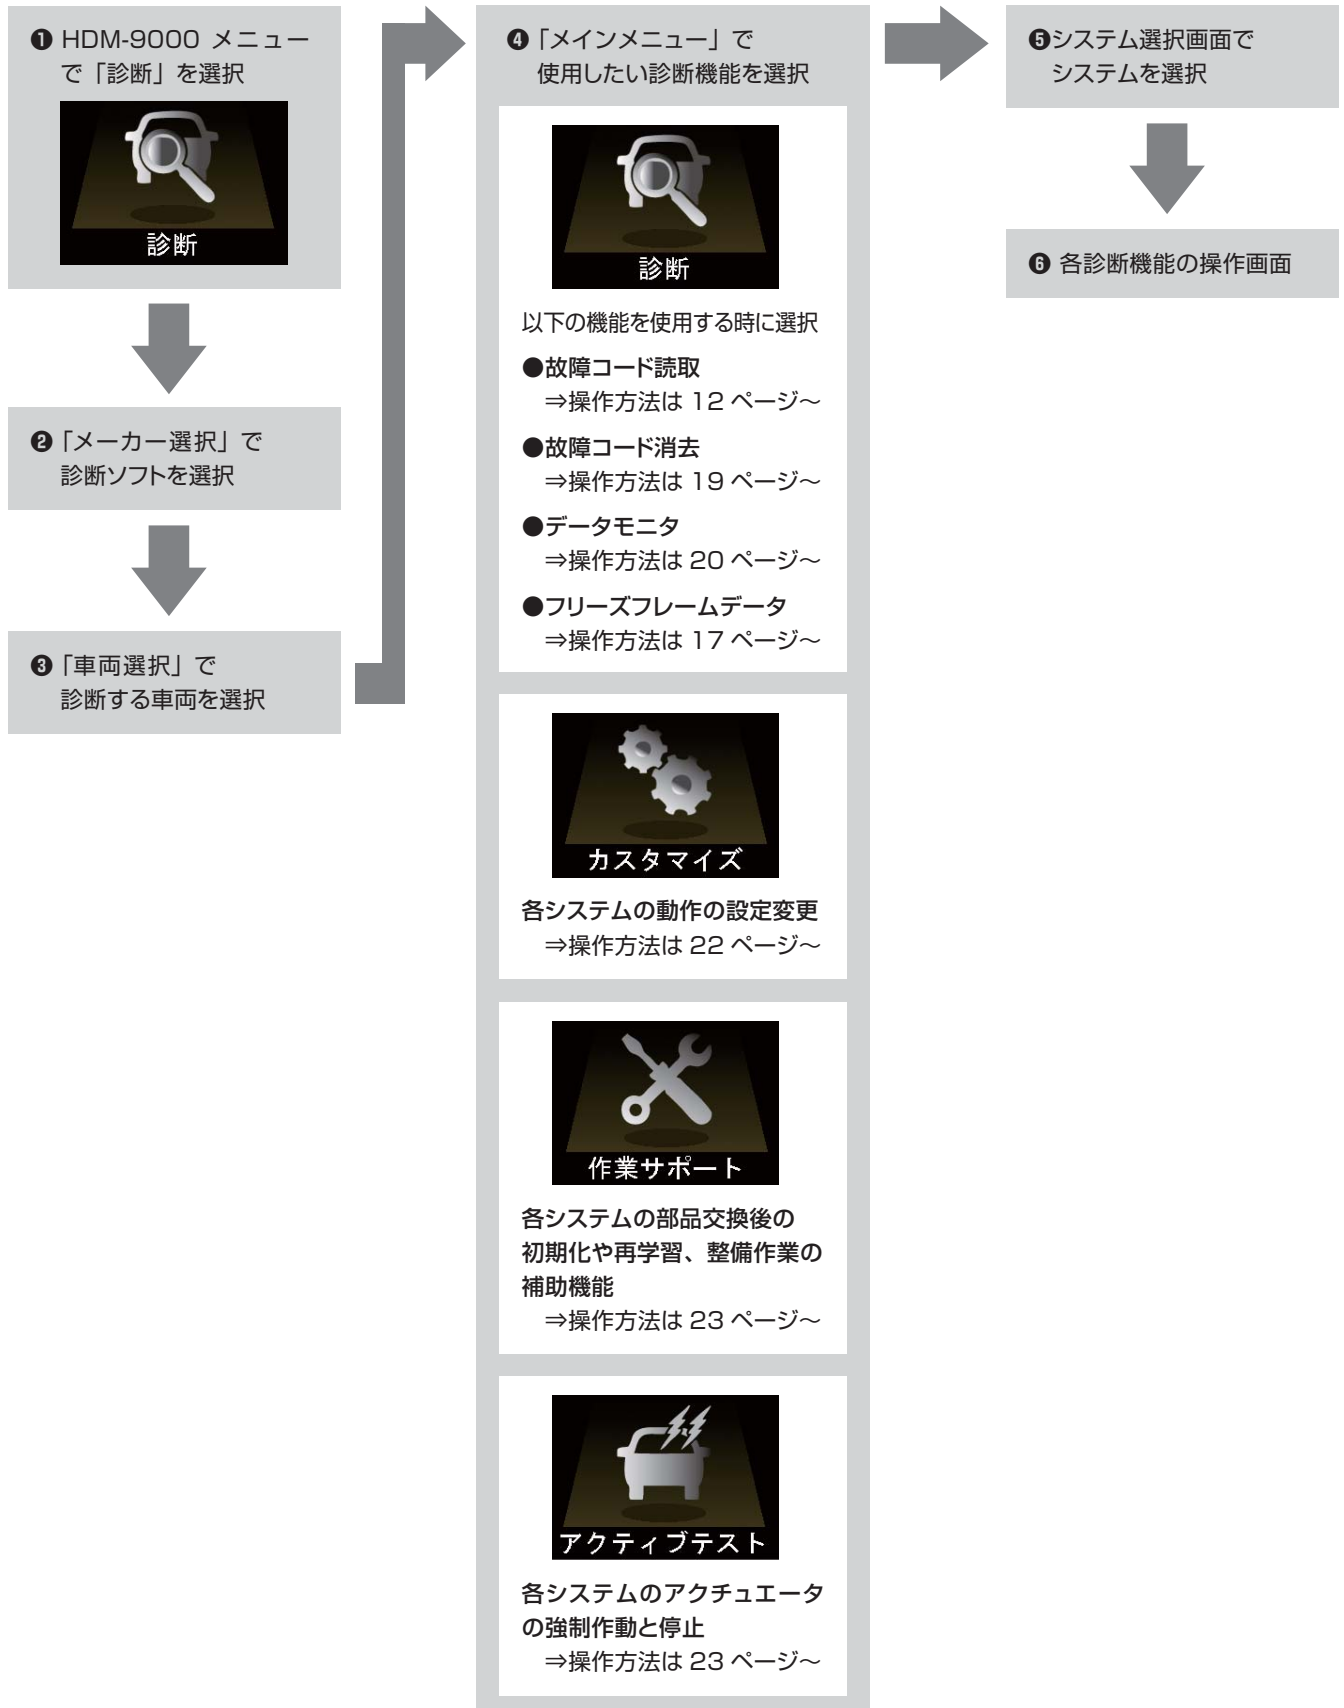 ❶ HDM-9000 メニュー
で「診断」を選択
診断
❷「メーカー選択」で
診断ソフトを選択
❸「車両選択」で
診断する車両を選択
❹「メインメニュー」で
使用したい診断機能を選択
診断
以下の機能を使用する時に選択
●故障コード読取
⇒操作方法は 12 ページ～
●故障コード消去
⇒操作方法は 19 ページ～
●データモニタ
⇒操作方法は 20 ページ～
●フリーズフレームデータ
⇒操作方法は 17 ページ～
カスタマイズ
各システムの動作の設定変更
⇒操作方法は 22 ページ～
作業サポート
各システムの部品交換後の
初期化や再学習、整備作業の
補助機能
⇒操作方法は 23 ページ～
アクティブテスト
各システムのアクチュエータ
の強制作動と停止
⇒操作方法は 23 ページ～
❺システム選択画面で
システムを選択
❻ 各診断機能の操作画面